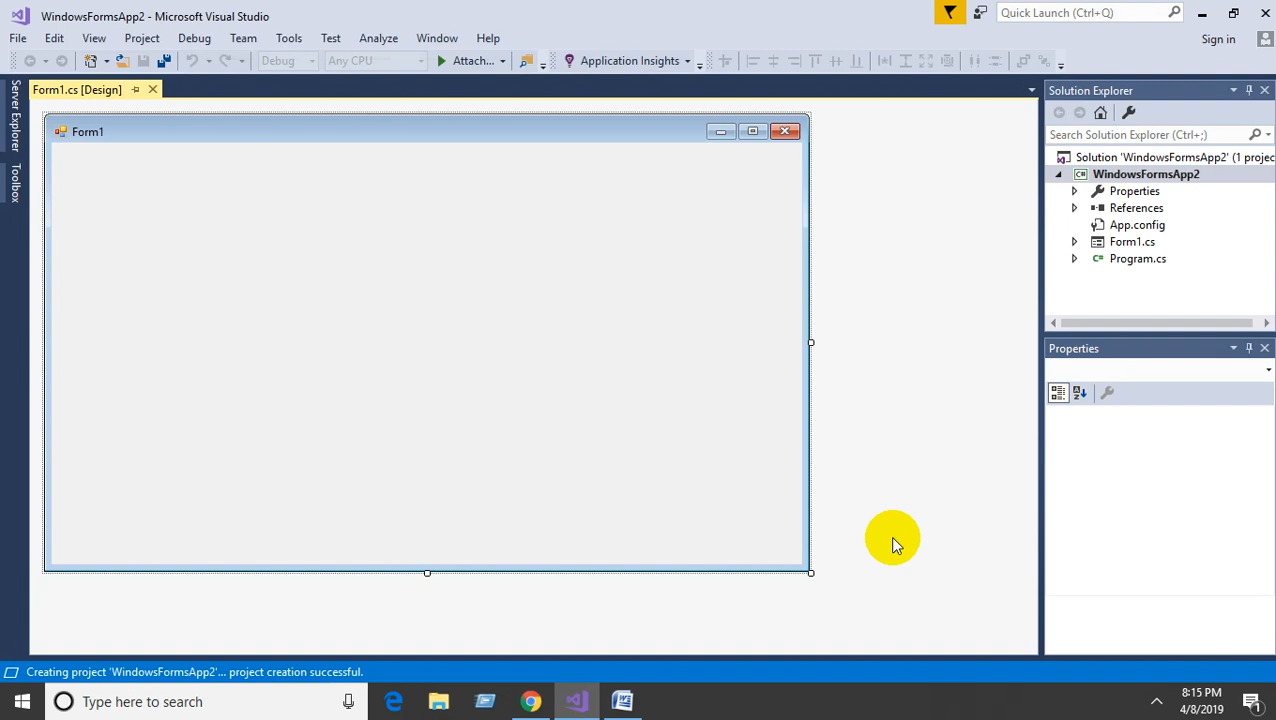 WindowsFormsApp2 - Microsoft Visual Studio
Quick Launch (Ctrl+Q)
File Edit View Project Debug Team Tools Test Analyze Window Help
Sign in
Debug CPU Attach... Application Insights
Form1.cs [Design]
Server Explorer
Toolbox
Form1
Solution Explorer
Search Solution Explorer (Ctrl+;)
Solution 'WindowsFormsApp2' (1 projec
C# WindowsFormsApp2
Properties
References
App.config
Form1.cs
C# Program.cs
Properties
Creating project 'WindowsFormsApp2'... project creation successful.
Type here to search
8:15 PM
4/8/2019
1